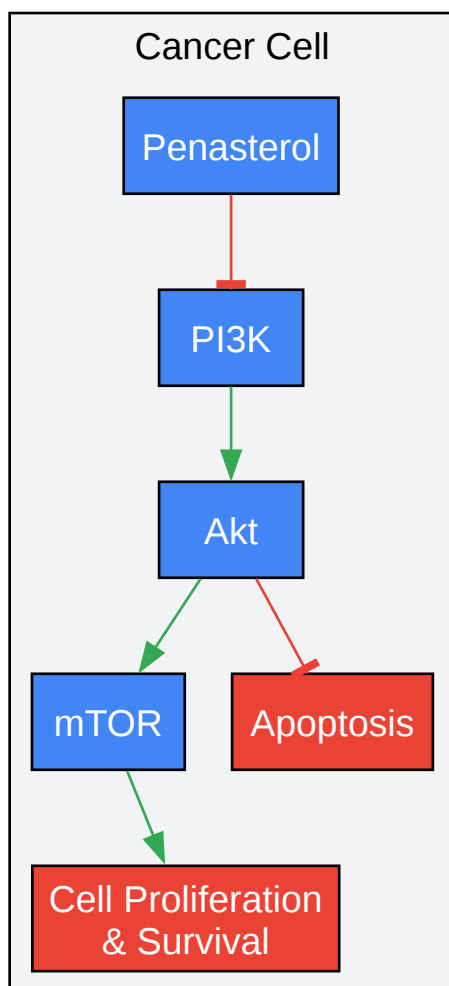 Cancer Cell
Penasterol
PI3K
Akt
mTOR
Apoptosis
Cell Proliferation
& Survival